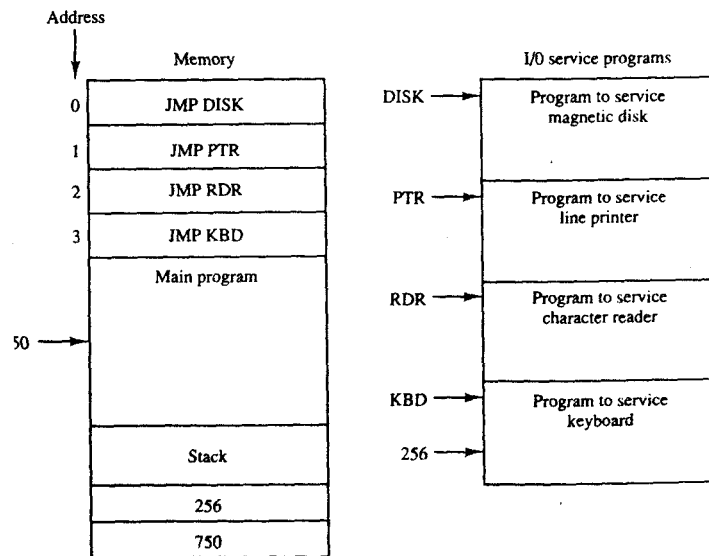 Address
Memory
0 JMP DISK
1 JMP PTR
2 JMP RDR
3 JMP KBD
Main program
50
Stack
256
750
I/0 service programs
DISK
Program to service
magnetic disk
PTR
Program to service
line printer
RDR
Program to service
character reader
KBD
Program to service
keyboard
256